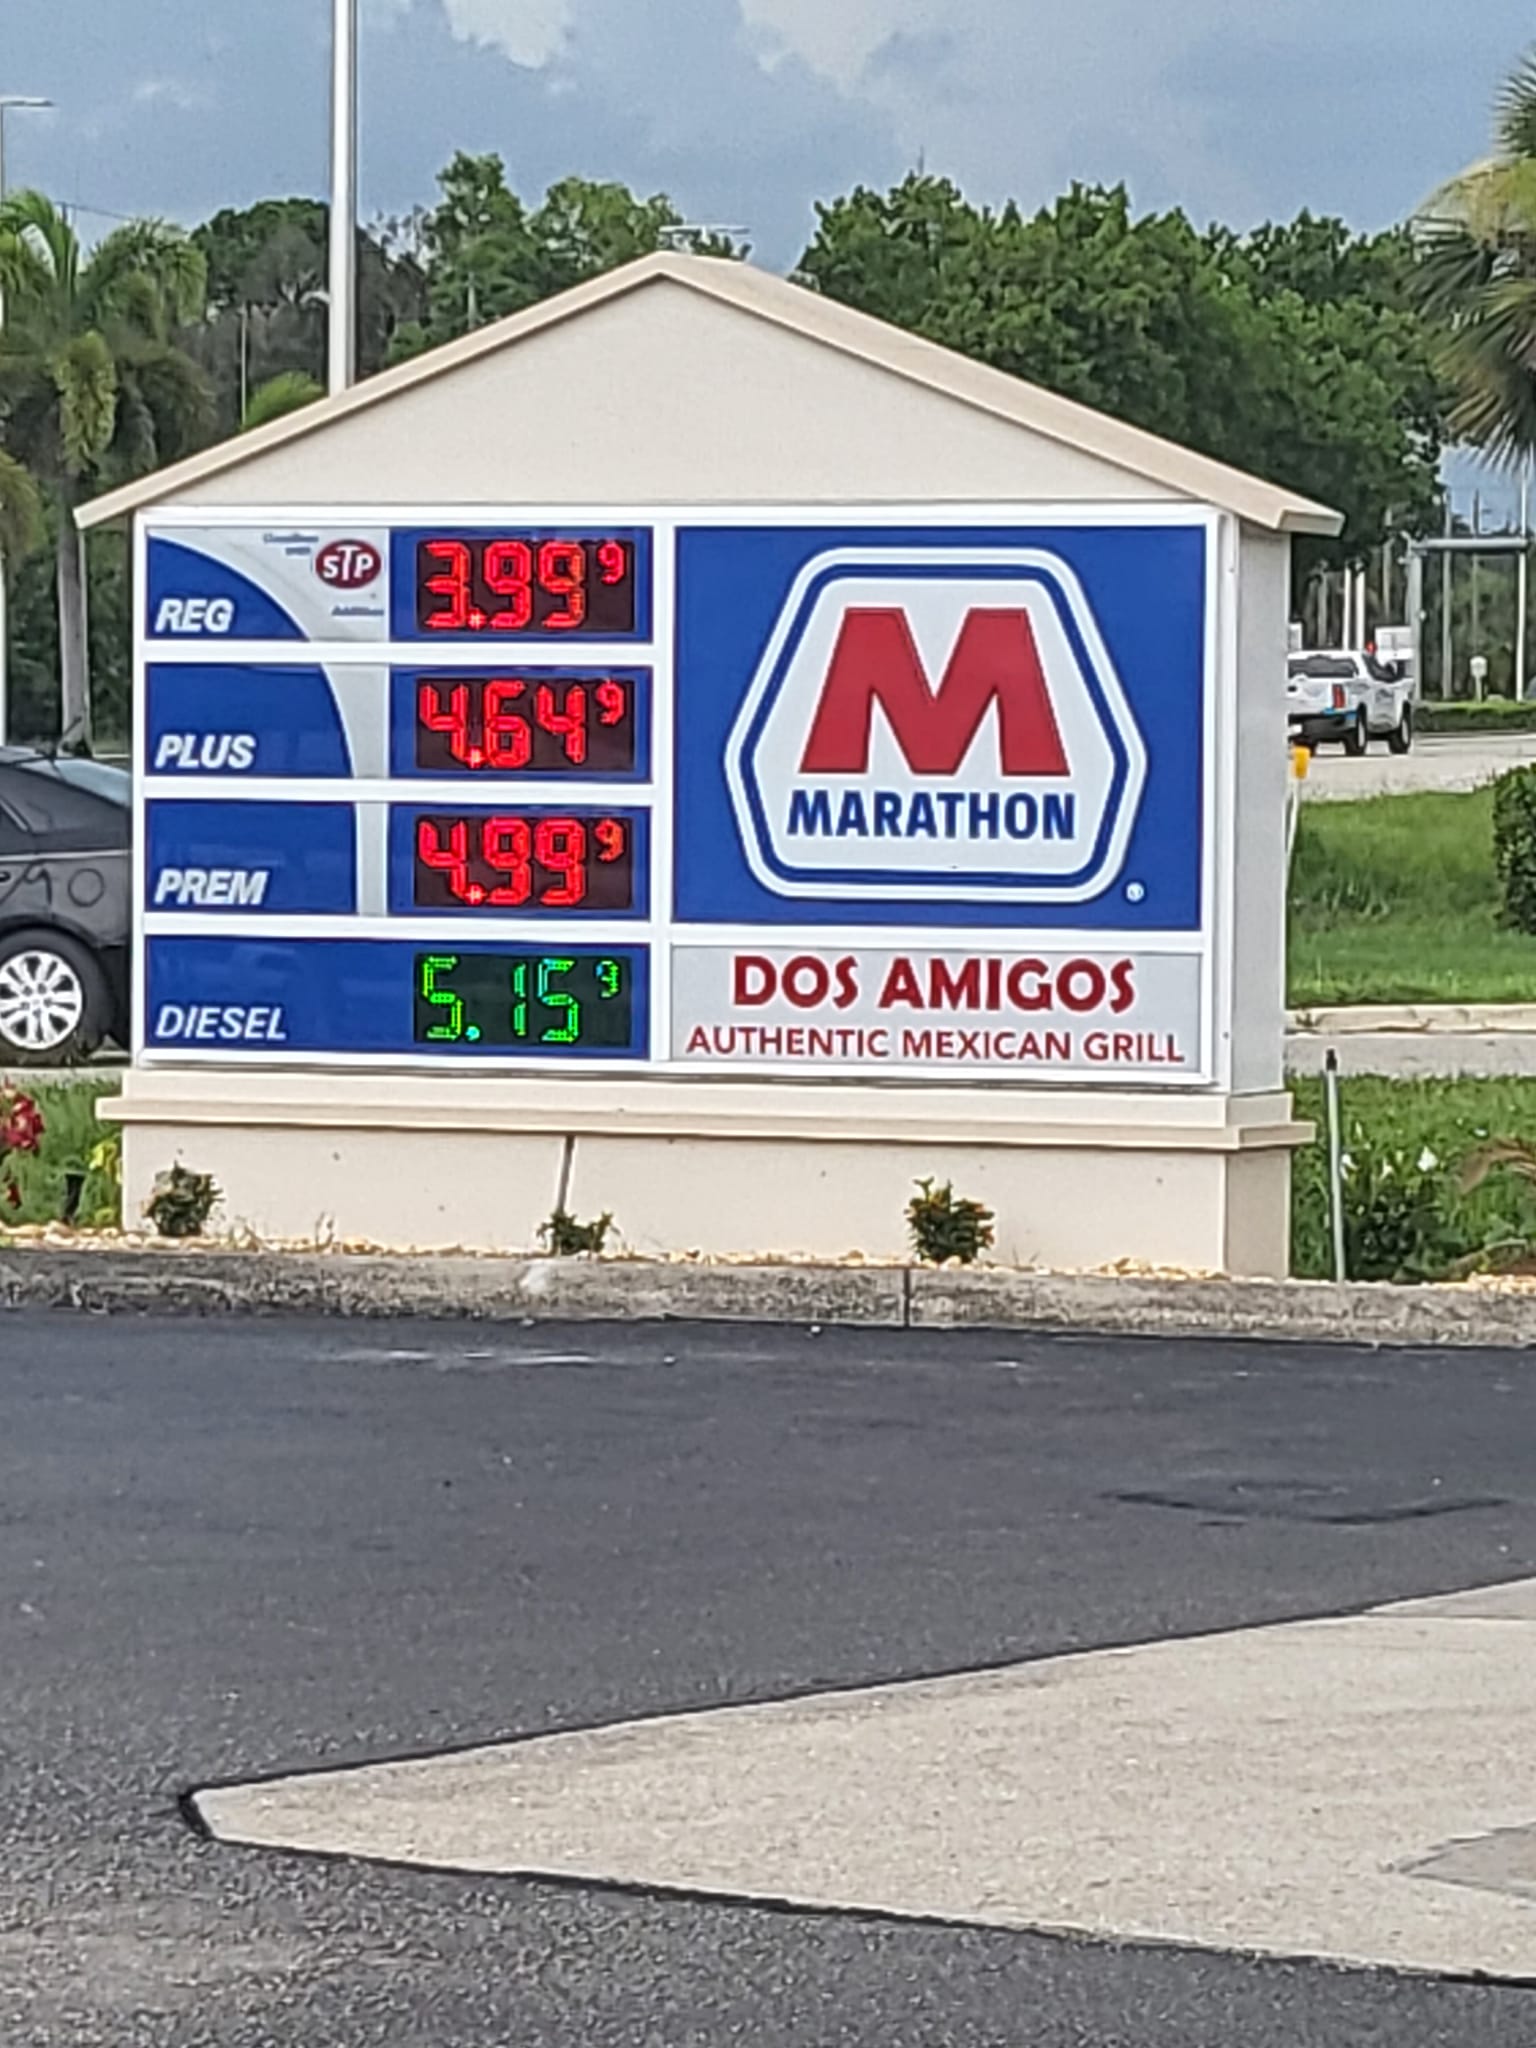 STP
REG 3.99 9
PLUS 4.64 9
PREM 4.99 9
DIESEL 5.15 9
M
MARATHON
®
DOS AMIGOS
AUTHENTIC MEXICAN GRILL